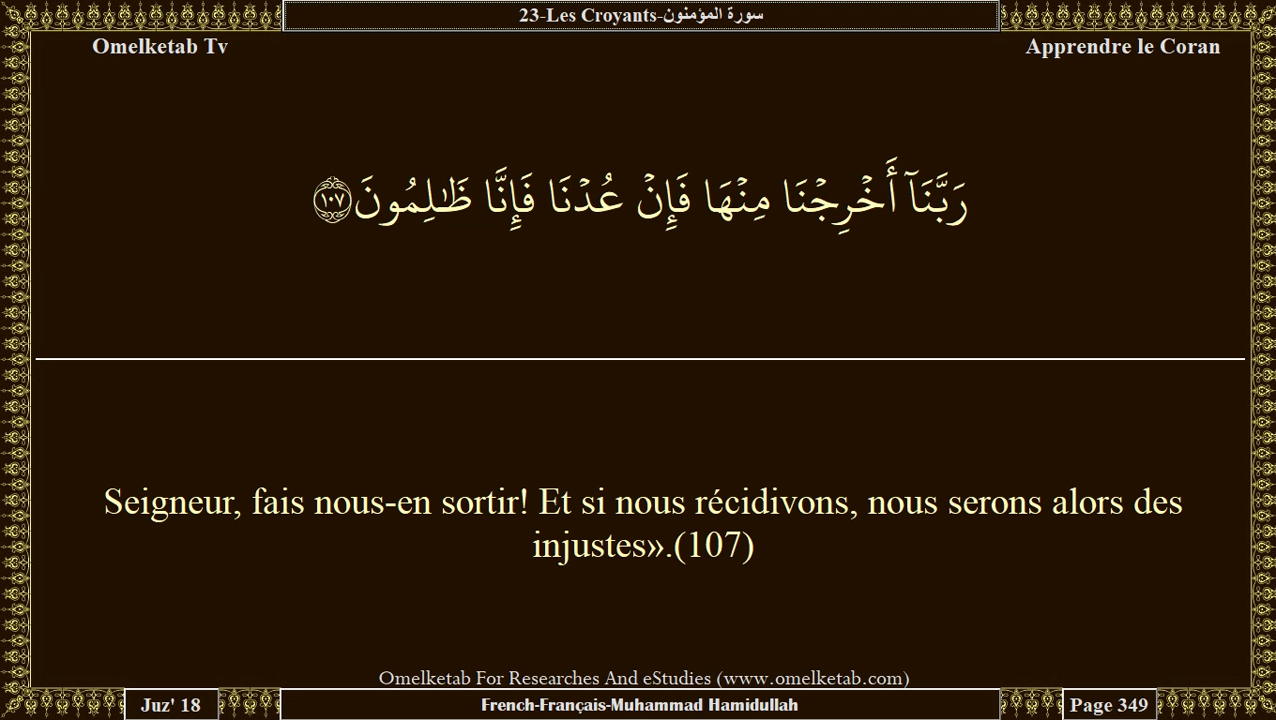 23-Les Croyants-سورة المؤمنون
Omelketab Tv
Apprendre le Coran
رَبَّنَآ أَخۡرِجۡنَا مِنۡهَا فَإِنۡ عُدۡنَا فَإِنَّا ظَٰلِمُونَ ١٠٧
Seigneur, fais nous-en sortir! Et si nous récidivons, nous serons alors des
injustes».(107)
Omelketab For Researches And eStudies (www.omelketab.com)
Juz' 18
French-Français-Muhammad Hamidullah
Page 349